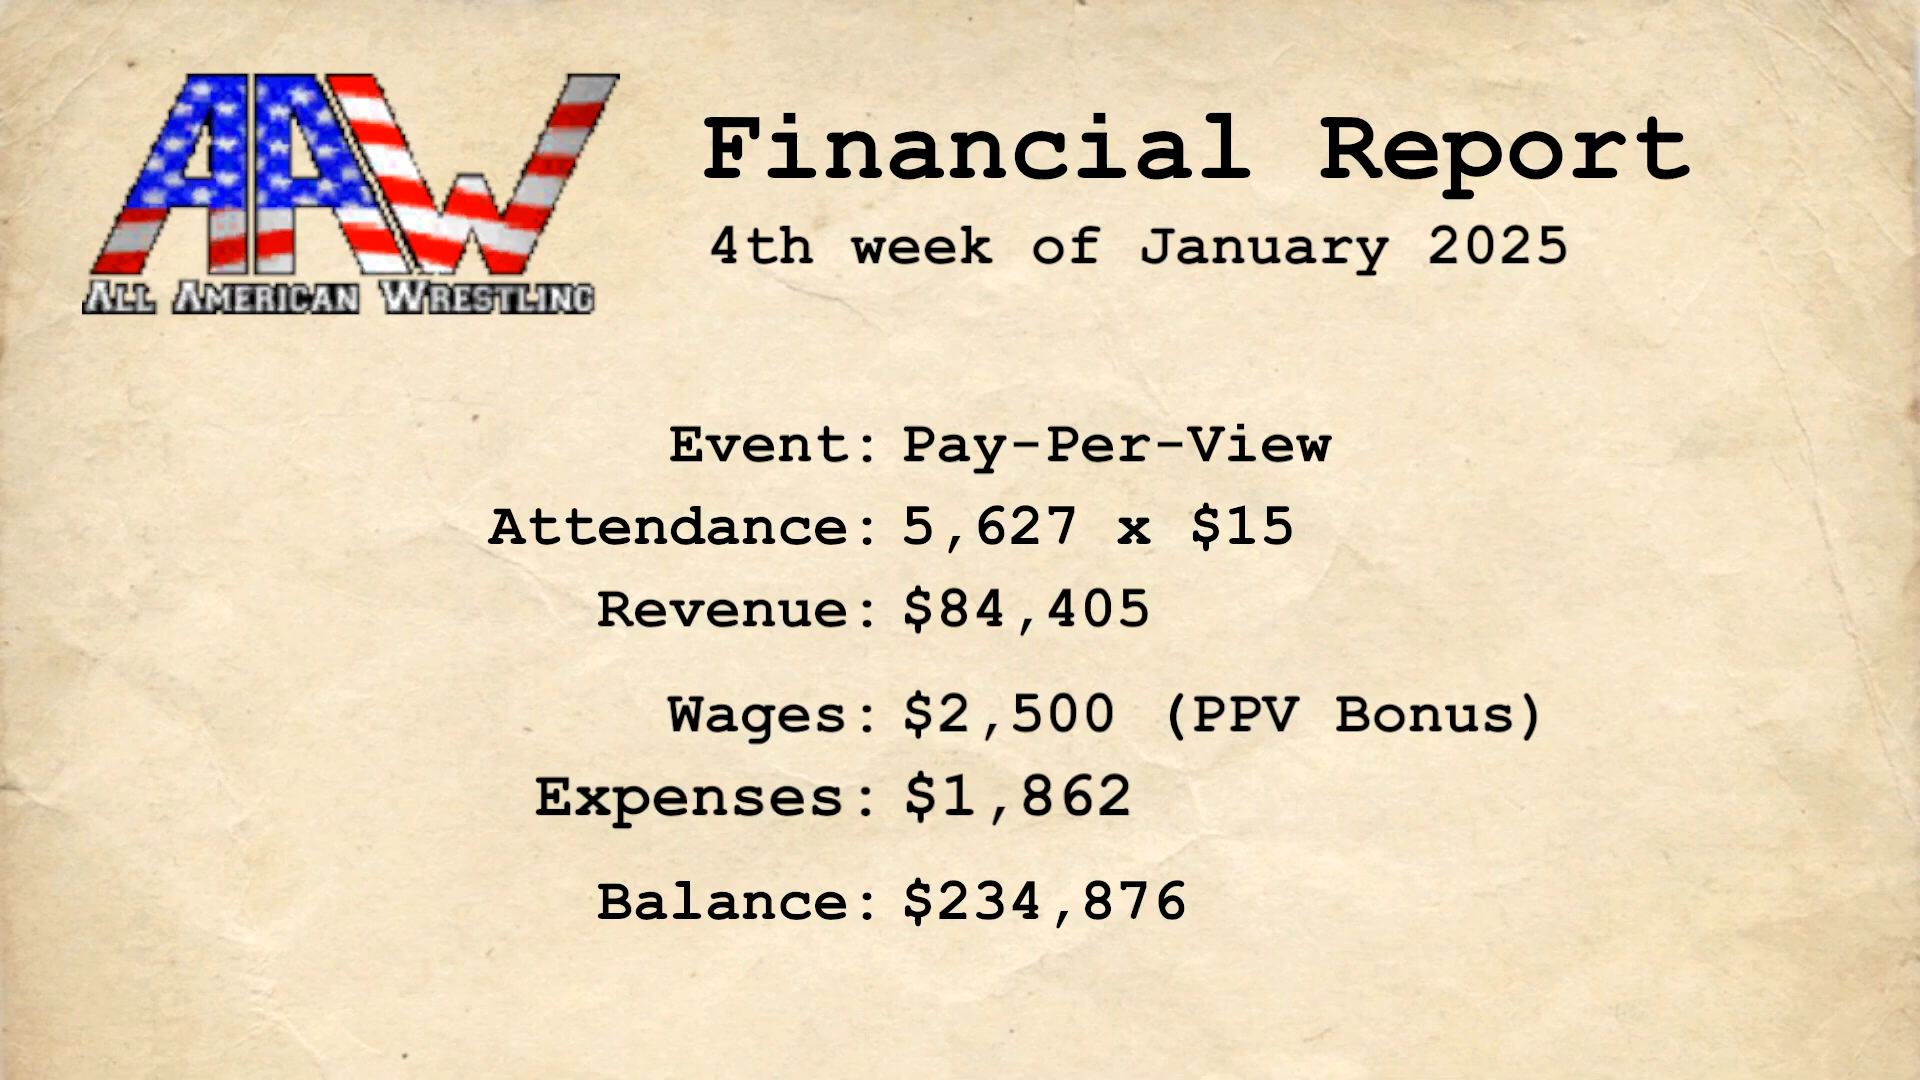 AAW
ALL AMERICAN WRESTLING
Financial Report
4th week of January 2025
Event: Pay-Per-View
Attendance: 5,627 x $15
Revenue: $84,405
Wages: $2,500 (PPV Bonus)
Expenses: $1,862
Balance: $234,876